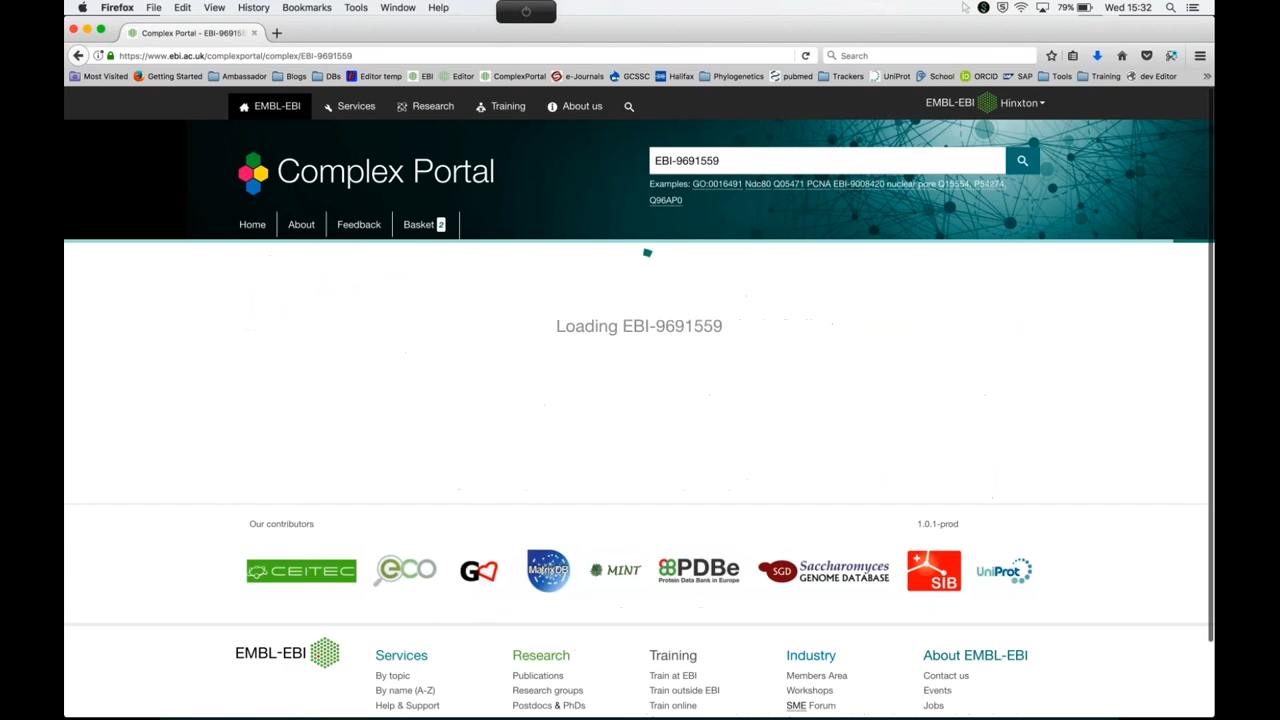 Firefox File Edit View History Bookmarks Tools Window Help 79% Wed 15:32
Complex Portal - EBI-96915
https://www.ebi.ac.uk/complexportal/complex/EBI-9691559 Search
Most Visited Getting Started Ambassador Blogs DBs Editor temp EBI Editor ComplexPortal e-Journals GCSSC Halifax Phylogenetics pubmed Trackers UniProt School ORCID SAP Tools Training dev Editor
EMBL-EBI Services Research Training About us EMBL-EBI Hinxton
Complex Portal
EBI-9691559
Examples: GO:0016491 Ndc80 Q05471 PCNA EBI-9008420 nuclear pore Q15554, P54274,
Q96AP0
Home About Feedback Basket 2
Loading EBI-9691559
Our contributors 1.0.1-prod
CEITEC eco GO MatrixDB MINT PDBe Protein Data Bank in Europe SGD Saccharomyces GENOME DATABASE SIB UniProt
EMBL-EBI Services Research Training Industry About EMBL-EBI
By topic Publications Train at EBI Members Area Contact us
By name (A-Z) Research groups Train outside EBI Workshops Events
Help & Support Postdocs & PhDs Train online SME Forum Jobs